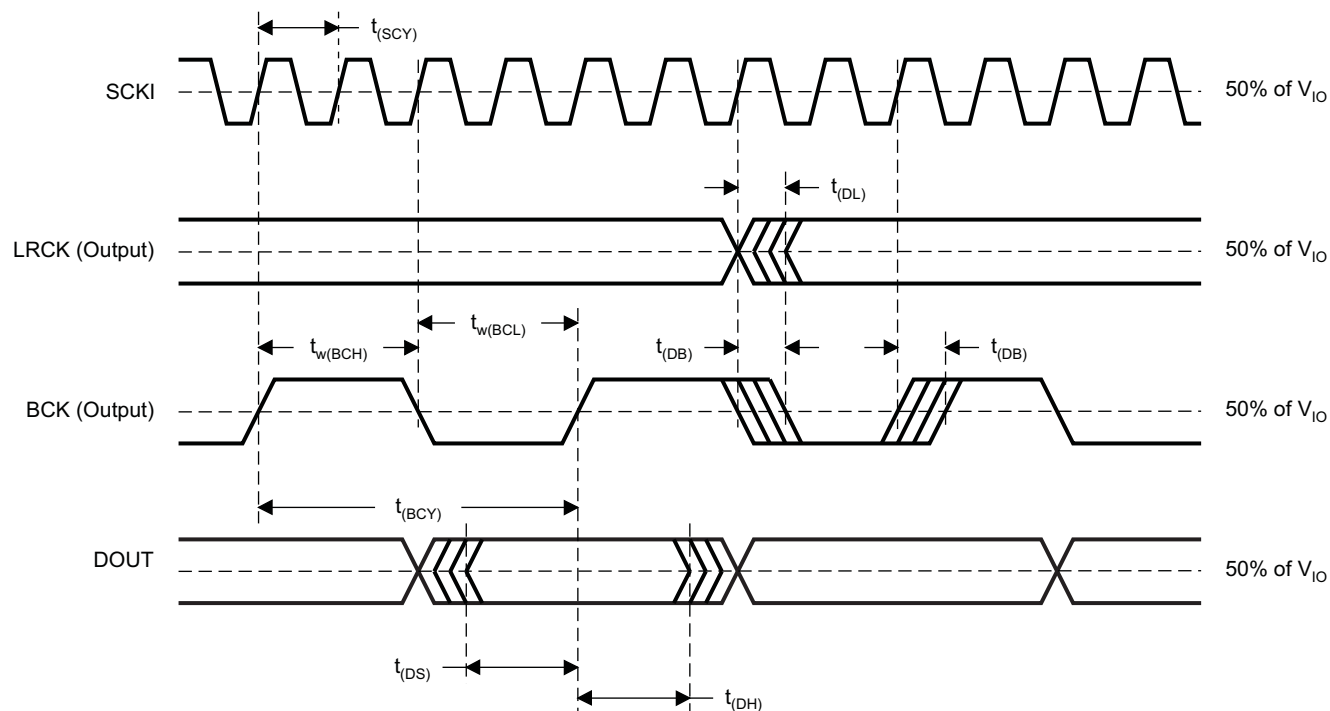 t(SCY)
SCKI
50% of VIO
t(DL)
LRCK (Output)
50% of VIO
tw(BCH)
tw(BCL)
t(DB)
t(DB)
BCK (Output)
50% of VIO
t(BCY)
DOUT
50% of VIO
t(DS)
t(DH)